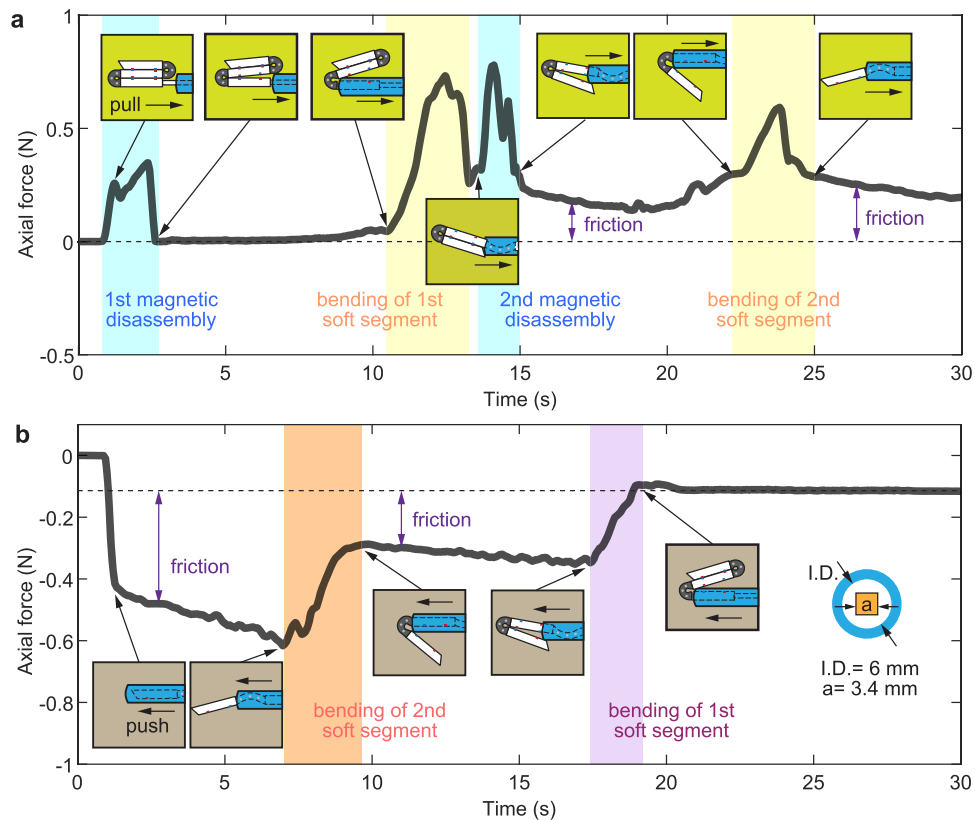 a
1
0.5
0
-0.5
Axial force (N)
pull
friction
friction
1st magnetic
disassembly
bending of 1st
soft segment
2nd magnetic
disassembly
bending of 2nd
soft segment
0
5
10
15
20
25
30
Time (s)
b
0
-0.2
-0.4
-0.6
-0.8
-1
Axial force (N)
friction
friction
push
bending of 2nd
soft segment
bending of 1st
soft segment
I.D.
a
I.D.= 6 mm
a= 3.4 mm
0
5
10
15
20
25
30
Time (s)